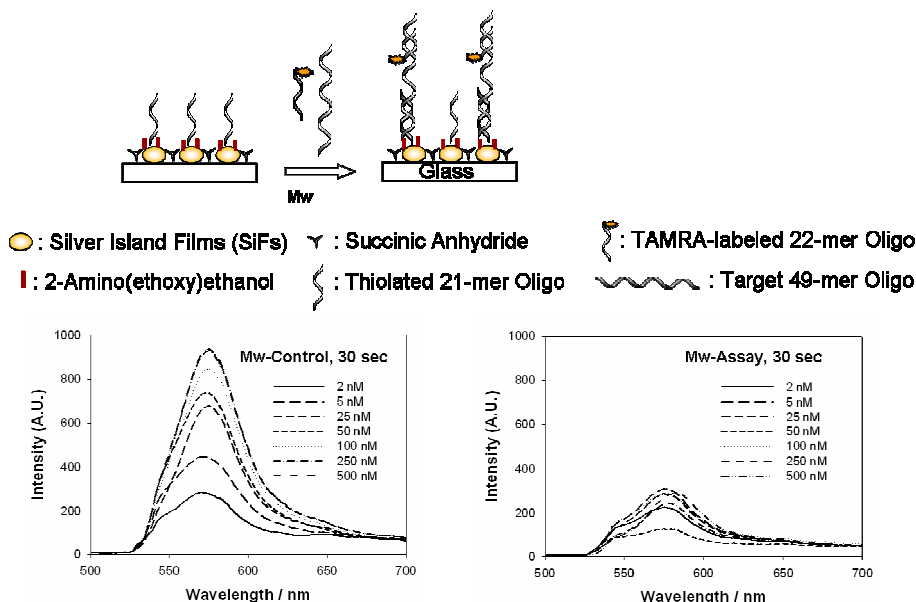 Mw
Glass
: Silver Island Films (SiFs)
: Succinic Anhydride
: TAMRA-labeled 22-mer Oligo
: 2-Amino(ethoxy)ethanol
: Thiolated 21-mer Oligo
: Target 49-mer Oligo
Mw-Control, 30 sec
2 nM
5 nM
25 nM
50 nM
100 nM
250 nM
500 nM
1000
800
600
400
200
0
Intensity (A.U.)
500
550
600
650
700
Wavelength / nm
Mw-Assay, 30 sec
2 nM
5 nM
25 nM
50 nM
100 nM
250 nM
500 nM
1000
800
600
400
200
0
Intensity (A.U.)
500
550
600
650
700
Wavelength / nm